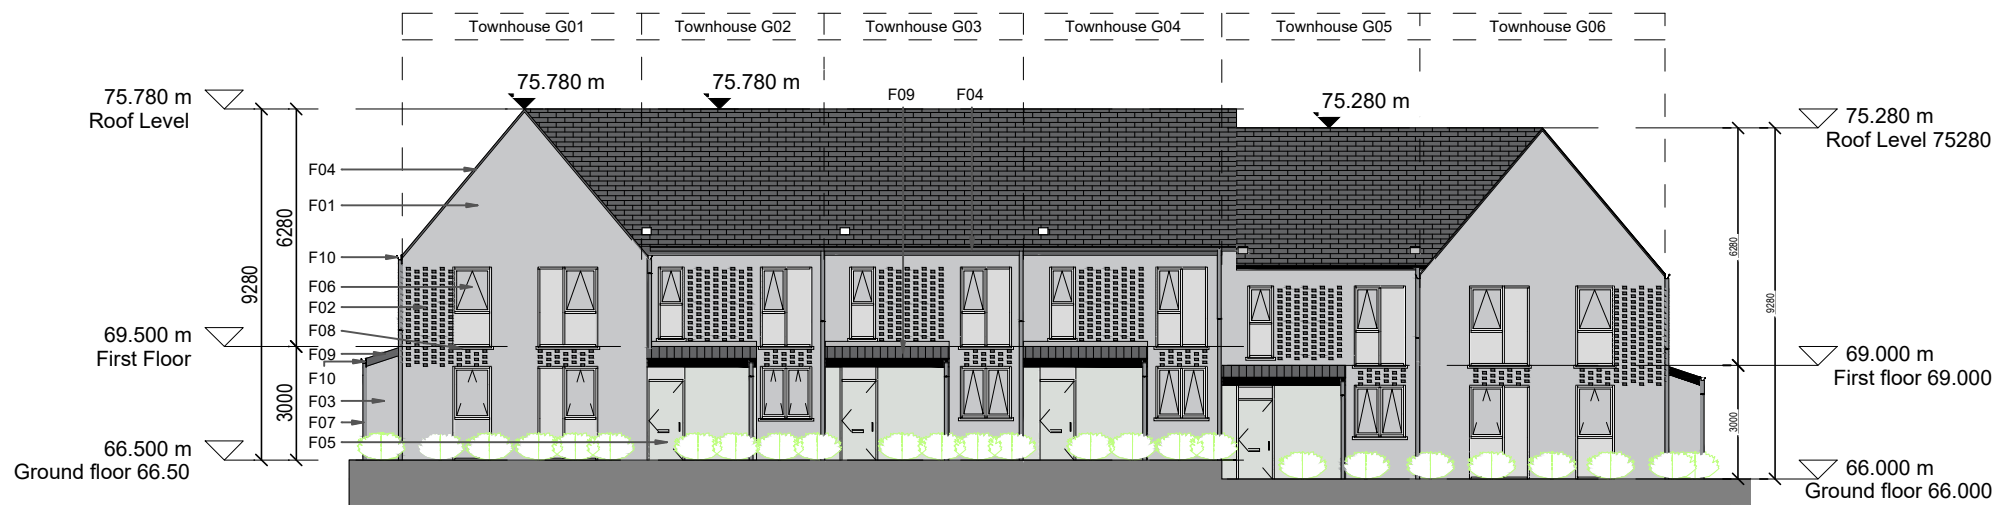 Townhouse G01
Townhouse G02
Townhouse G03
Townhouse G04
Townhouse G05
Townhouse G06
75.780 m
Roof Level
75.780 m
75.780 m
F09
F04
75.280 m
75.280 m
Roof Level 75280
F04
F01
F10
F06
F02
F08
F09
F10
F03
F07
F05
9280
6280
3000
69.500 m
First Floor
66.500 m
Ground floor 66.50
6280
9280
3000
69.000 m
First floor 69.000
66.000 m
Ground floor 66.000